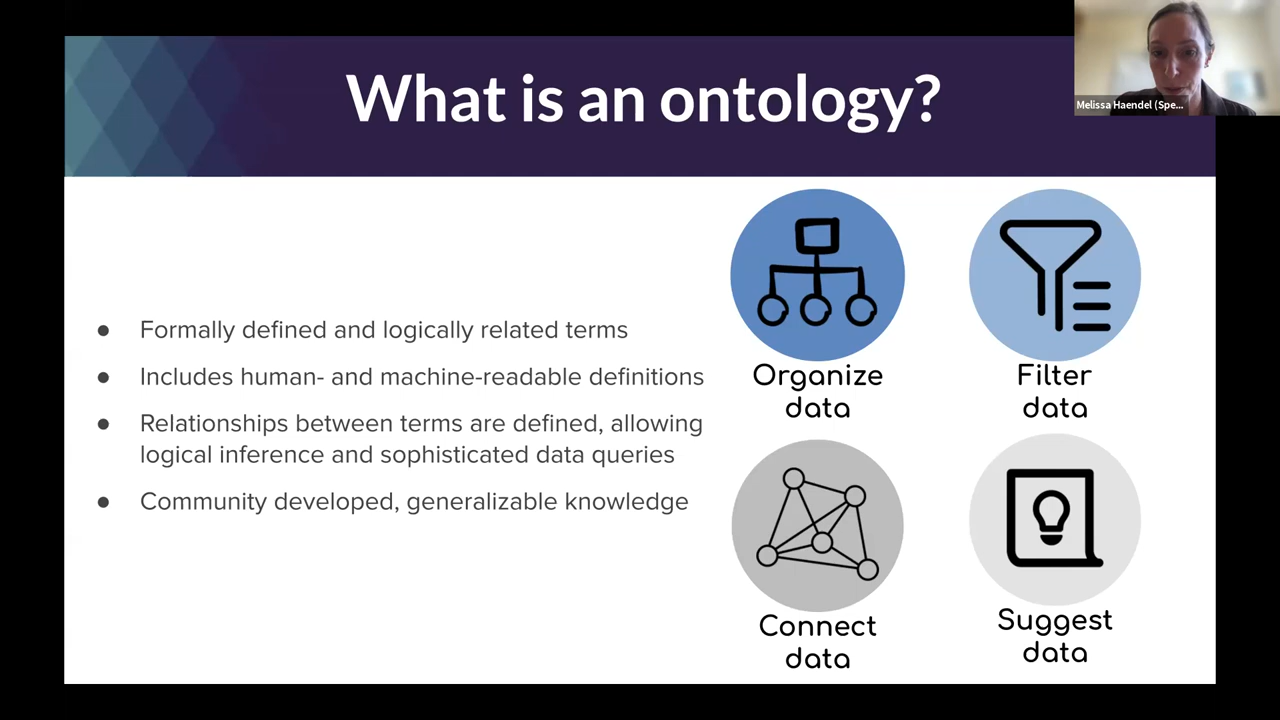 What is an ontology?
Melissa Haendel (Spe...
Formally defined and logically related terms
Includes human- and machine-readable definitions
Relationships between terms are defined, allowing
logical inference and sophisticated data queries
Community developed, generalizable knowledge
Organize
data
Filter
data
Connect
data
Suggest
data